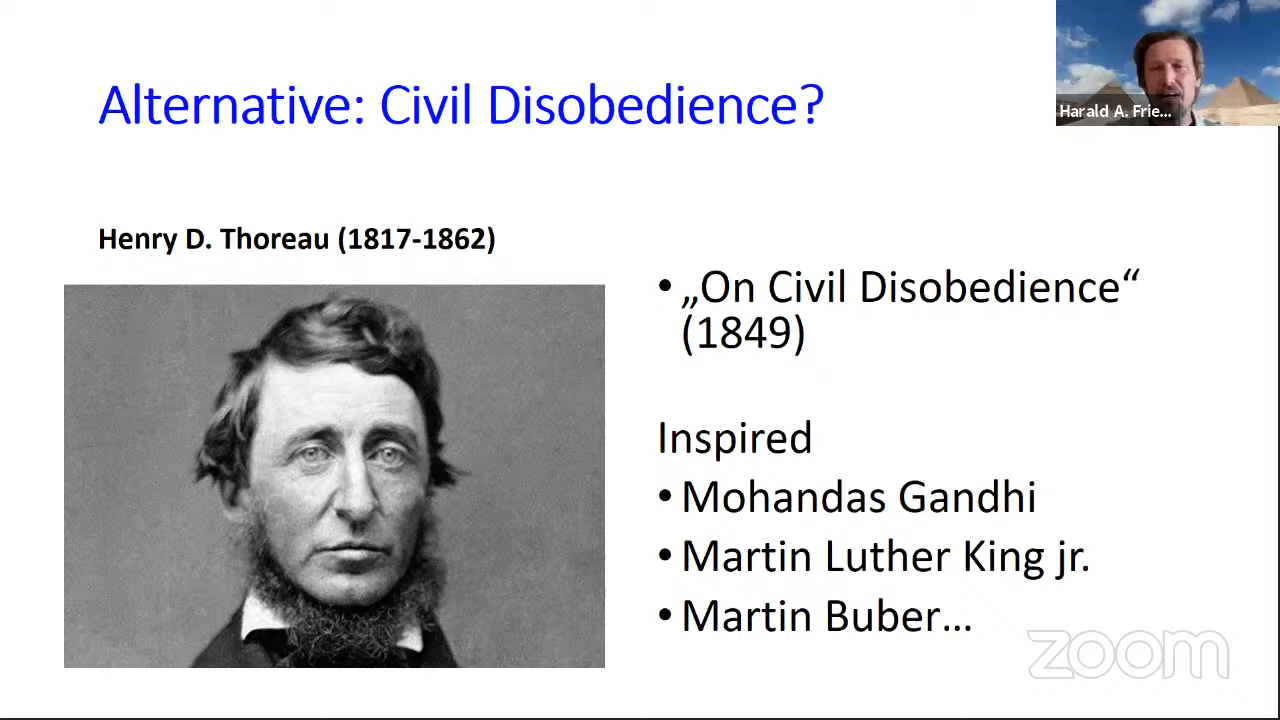 Alternative: Civil Disobedience?
Harald A. Frie...
Henry D. Thoreau (1817-1862)
• „On Civil Disobedience“
(1849)
Inspired
• Mohandas Gandhi
• Martin Luther King jr.
• Martin Buber…
zoom